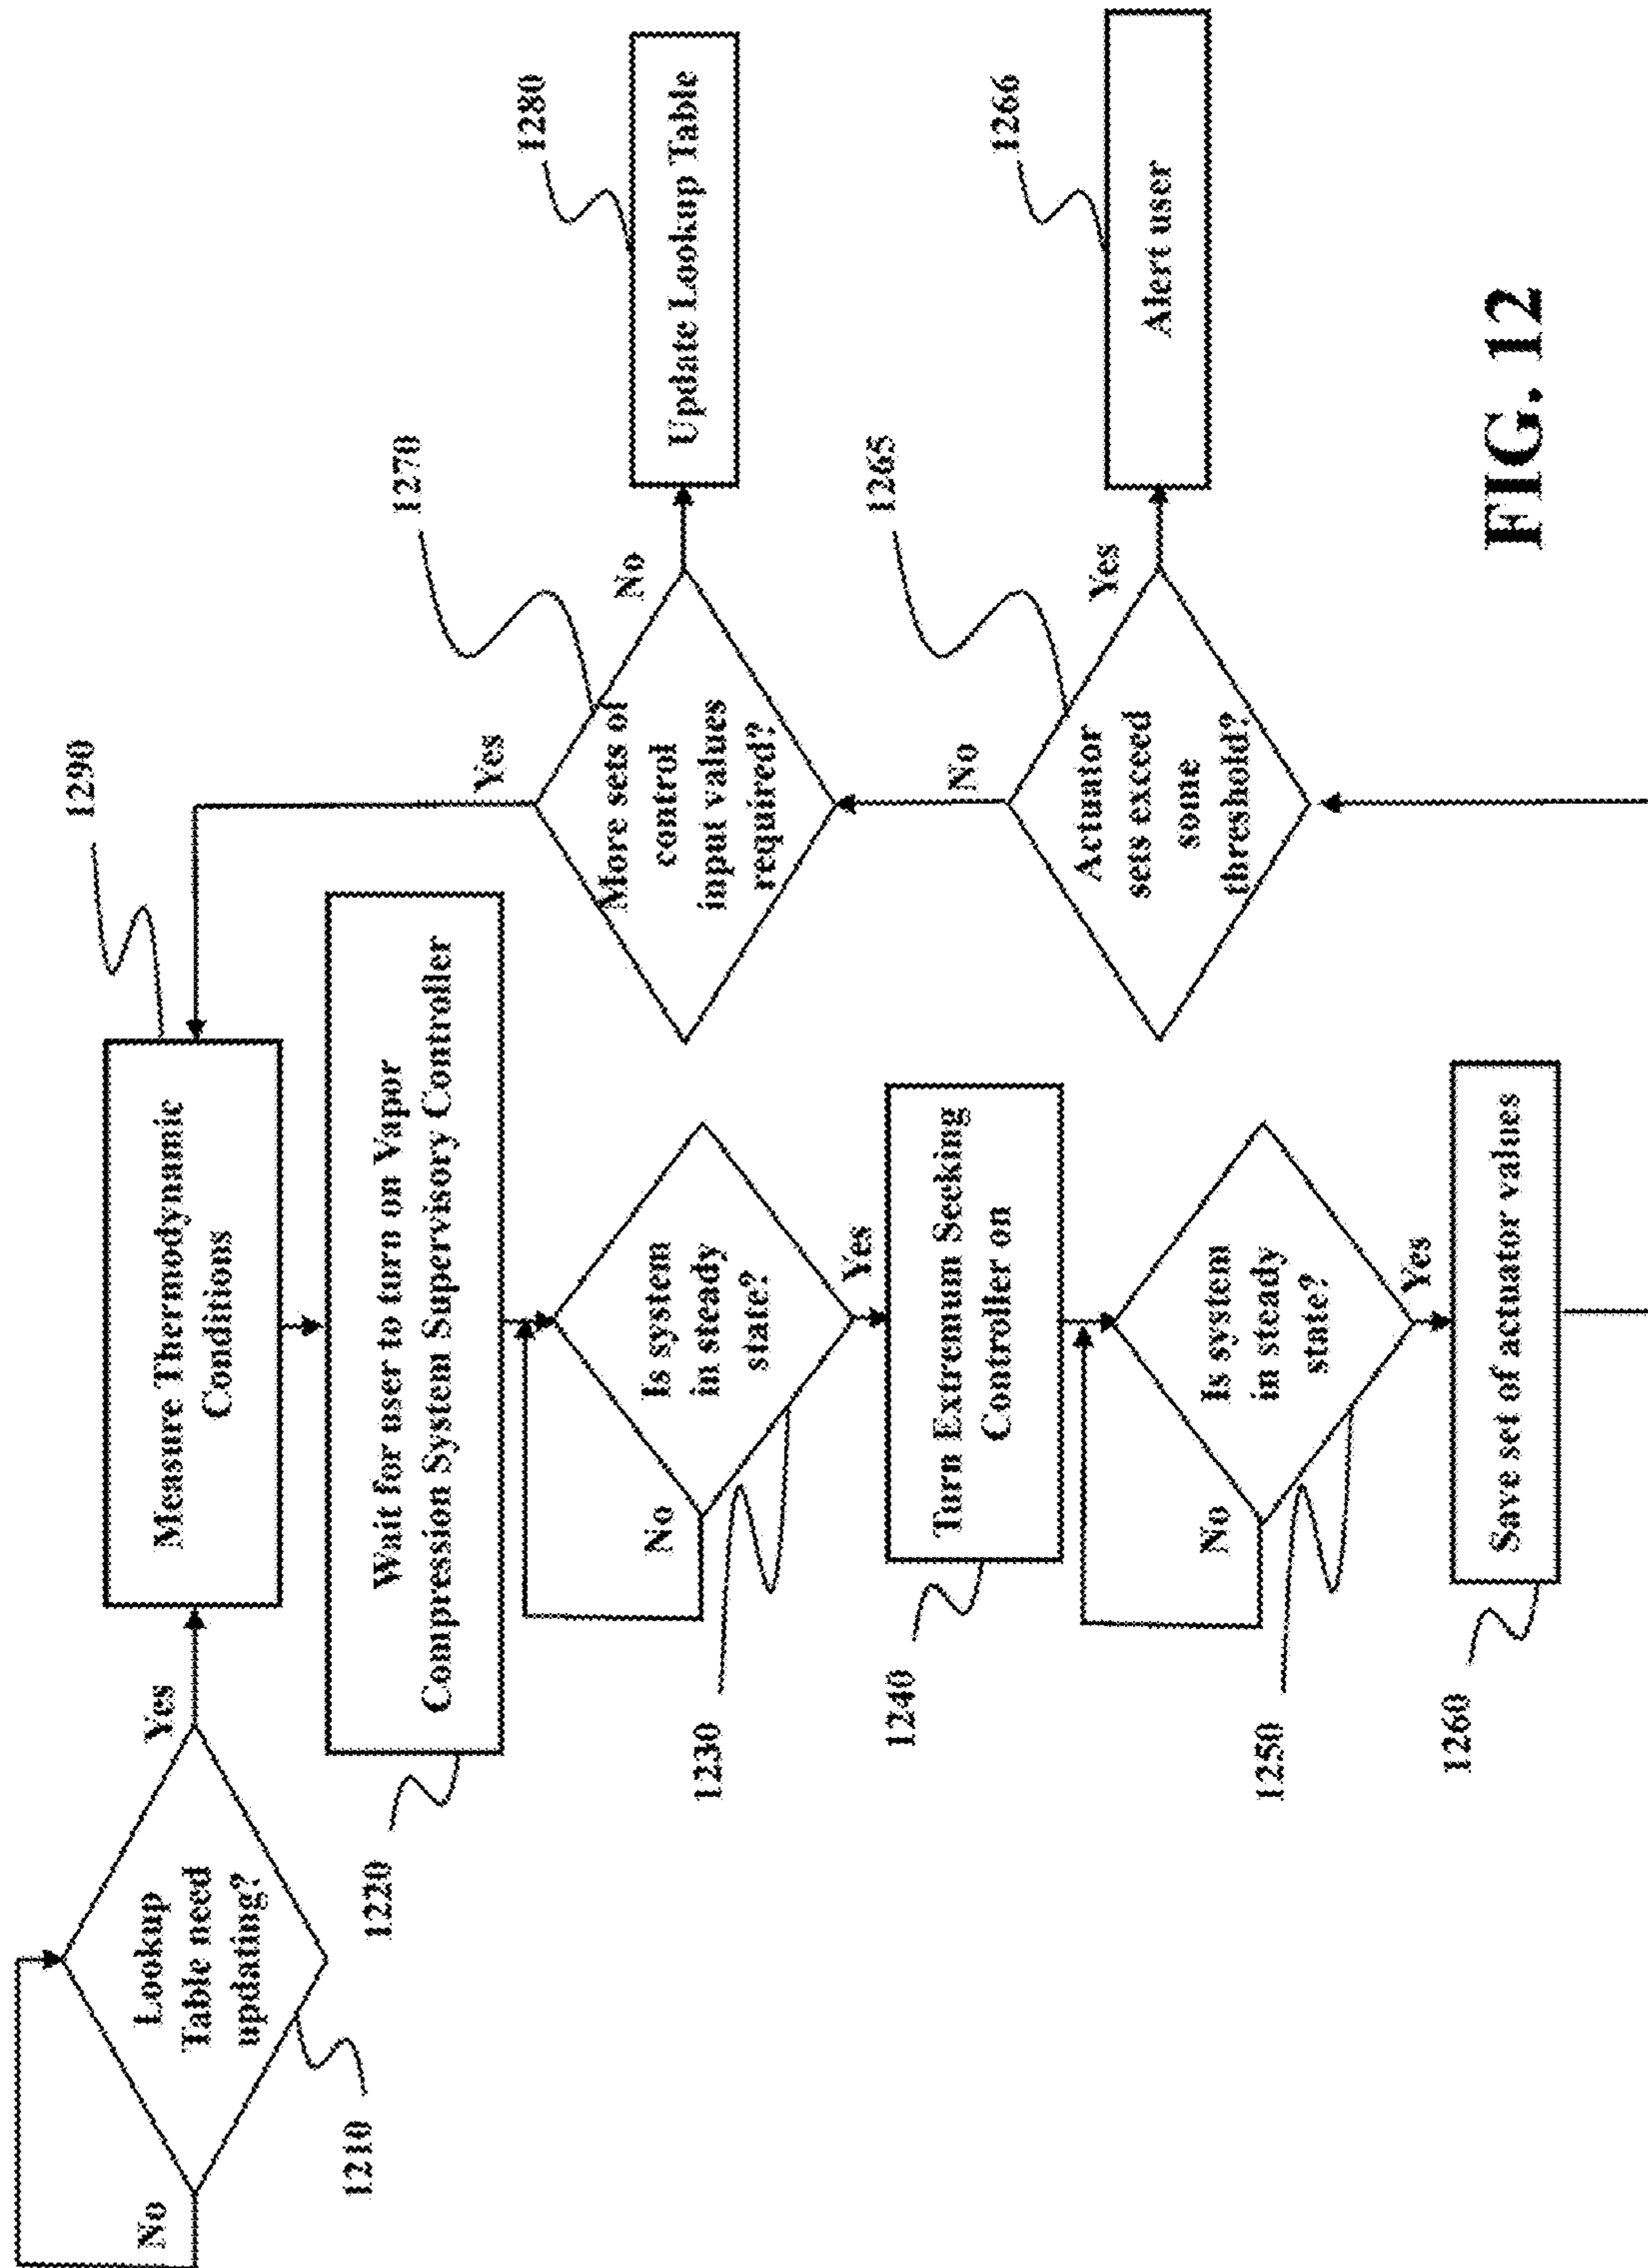 No
Lookup
Table need
updating?
Yes
1210
Measure Thermodynamic
Conditions
1290
Wait for user to turn on Vapor
Compression System Supervisory Controller
1220
Is system
in steady
state?
No
Yes
1230
Turn Extremum Seeking
Controller on
1240
Is system
in steady
state?
No
Yes
1250
Save set of actuator values
1260
Actuator
sets exceed
some
threshold?
1265
Yes
Alert user
1266
No
More sets of
control
input values
required?
1270
Yes
No
Update Lookup Table
1280
FIG. 12